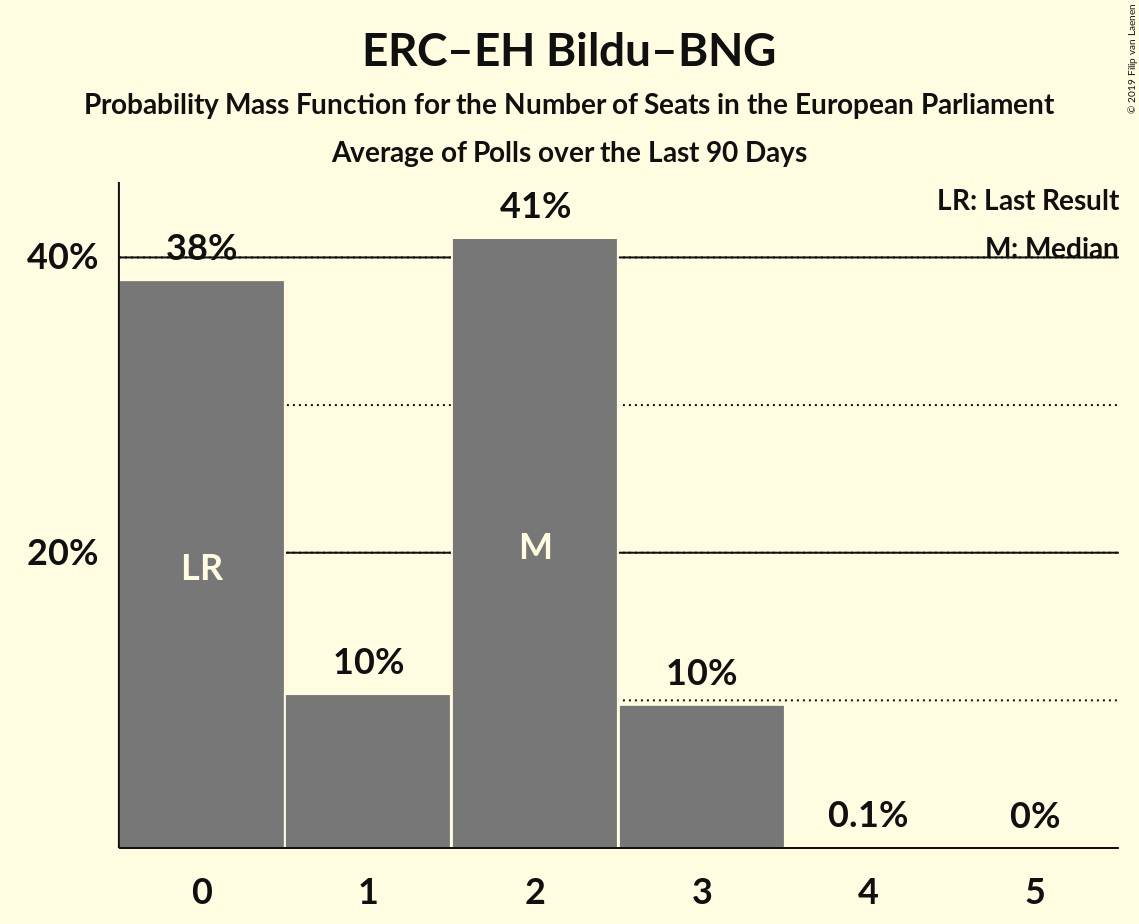 ERC–EH Bildu–BNG
Probability Mass Function for the Number of Seats in the European Parliament
Average of Polls over the Last 90 Days
© 2019 Filip van Laenen
LR: Last Result
M: Median
40%
20%
38%
10%
41%
10%
0.1%
0%
LR
M
0 1 2 3 4 5